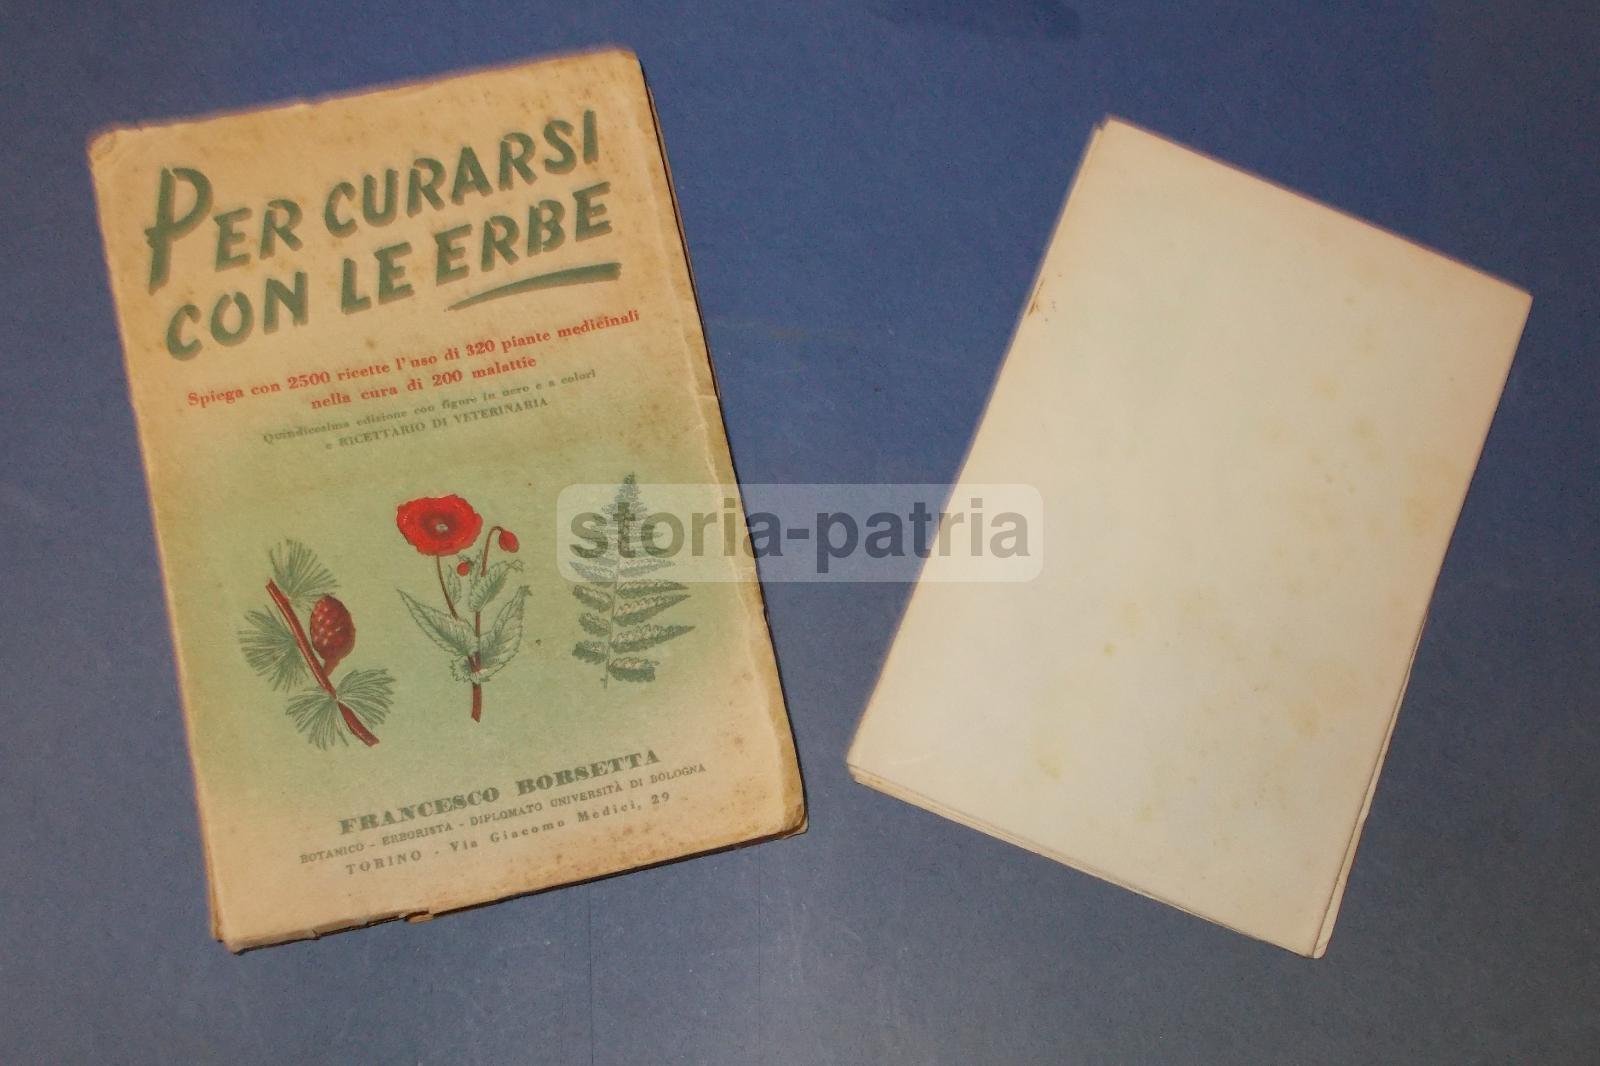 PER CURARSI
CON LE ERBE
Spiega con 2500 ricette l'uso di 320 piante medicinali
nella cura di 200 malattie
Quindicesima edizione con figure in nero e a colori
e RICETTARIO DI VETERINARIA
storia-patria
FRANCESCO BORSETTA
BOTANICO - ERBORISTA - DIPLOMATO UNIVERSITÀ DI BOLOGNA
TORINO - Via Giacomo Medici, 29